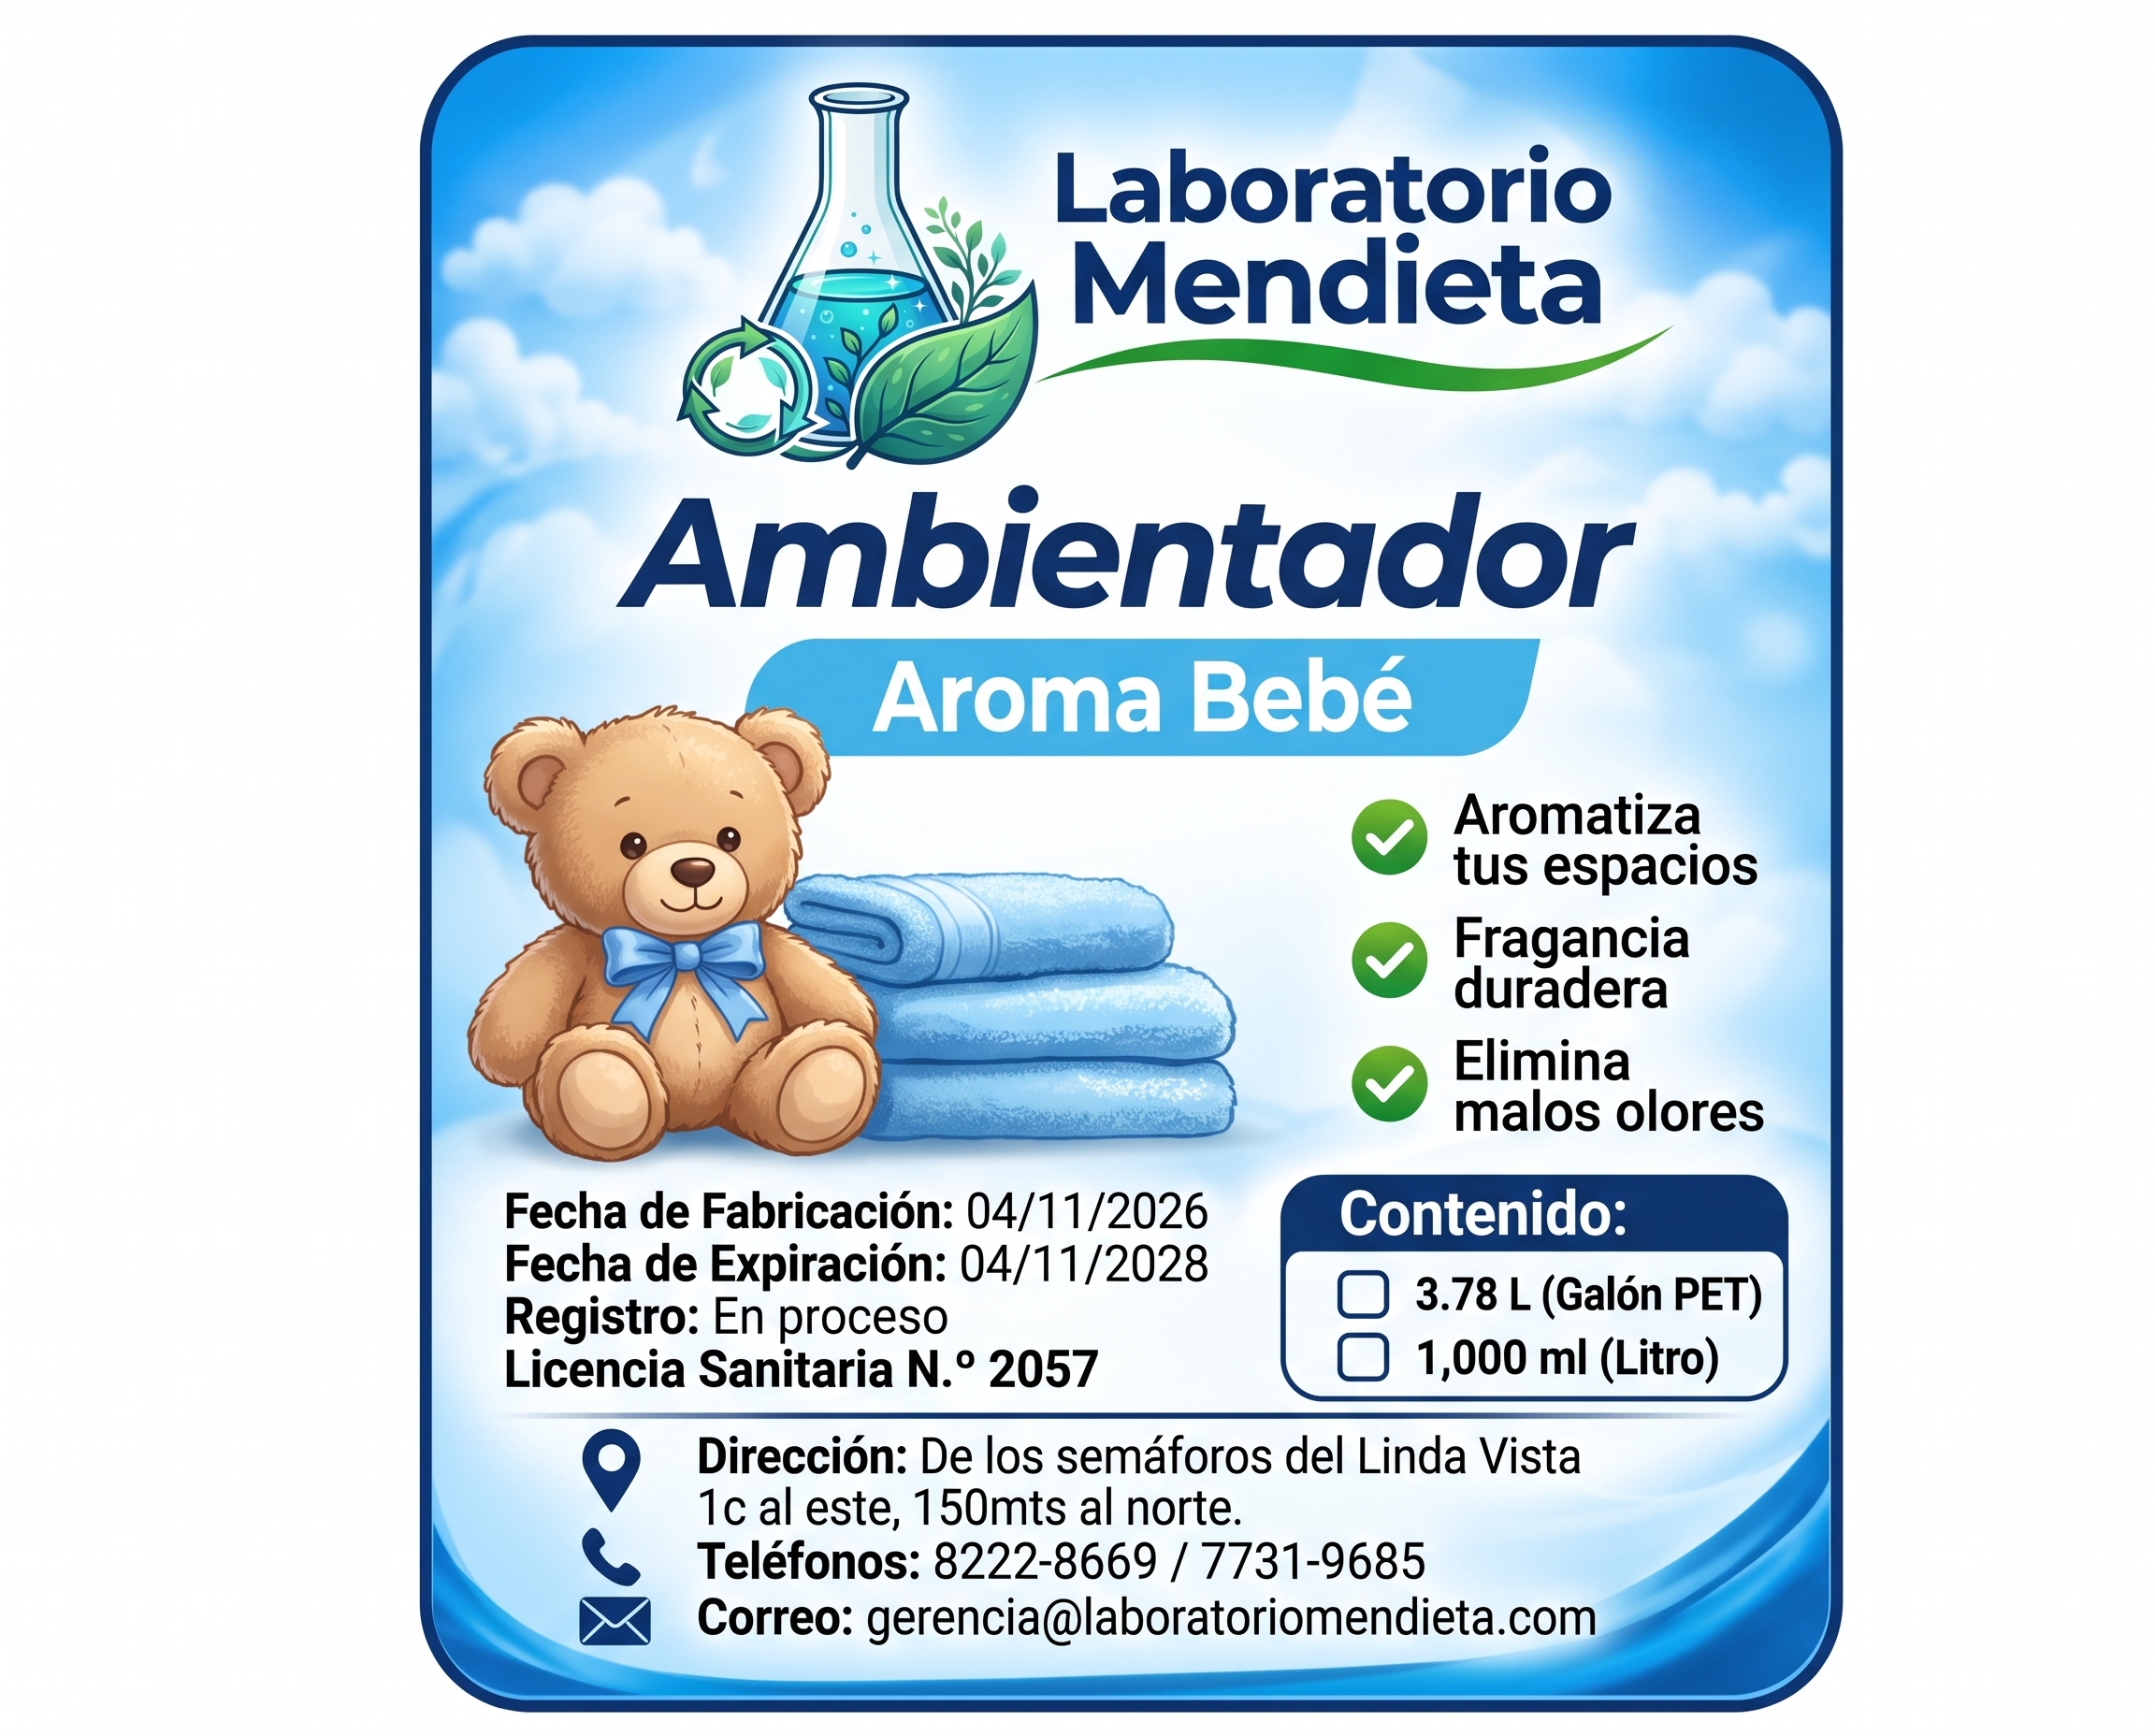 Laboratorio
Mendieta
Ambientador
Aroma Bebé
Aromatiza
tus espacios
Fragancia
duradera
Elimina
malos olores
Fecha de Fabricación: 04/11/2026
Fecha de Expiración: 04/11/2028
Registro: En proceso
Licencia Sanitaria N.º 2057
Contenido:
3.78 L (Galón PET)
1,000 ml (Litro)
Dirección: De los semáforos del Linda Vista
1c al este, 150mts al norte.
Teléfonos: 8222-8669 / 7731-9685
Correo: gerencia@laboratoriomendieta.com